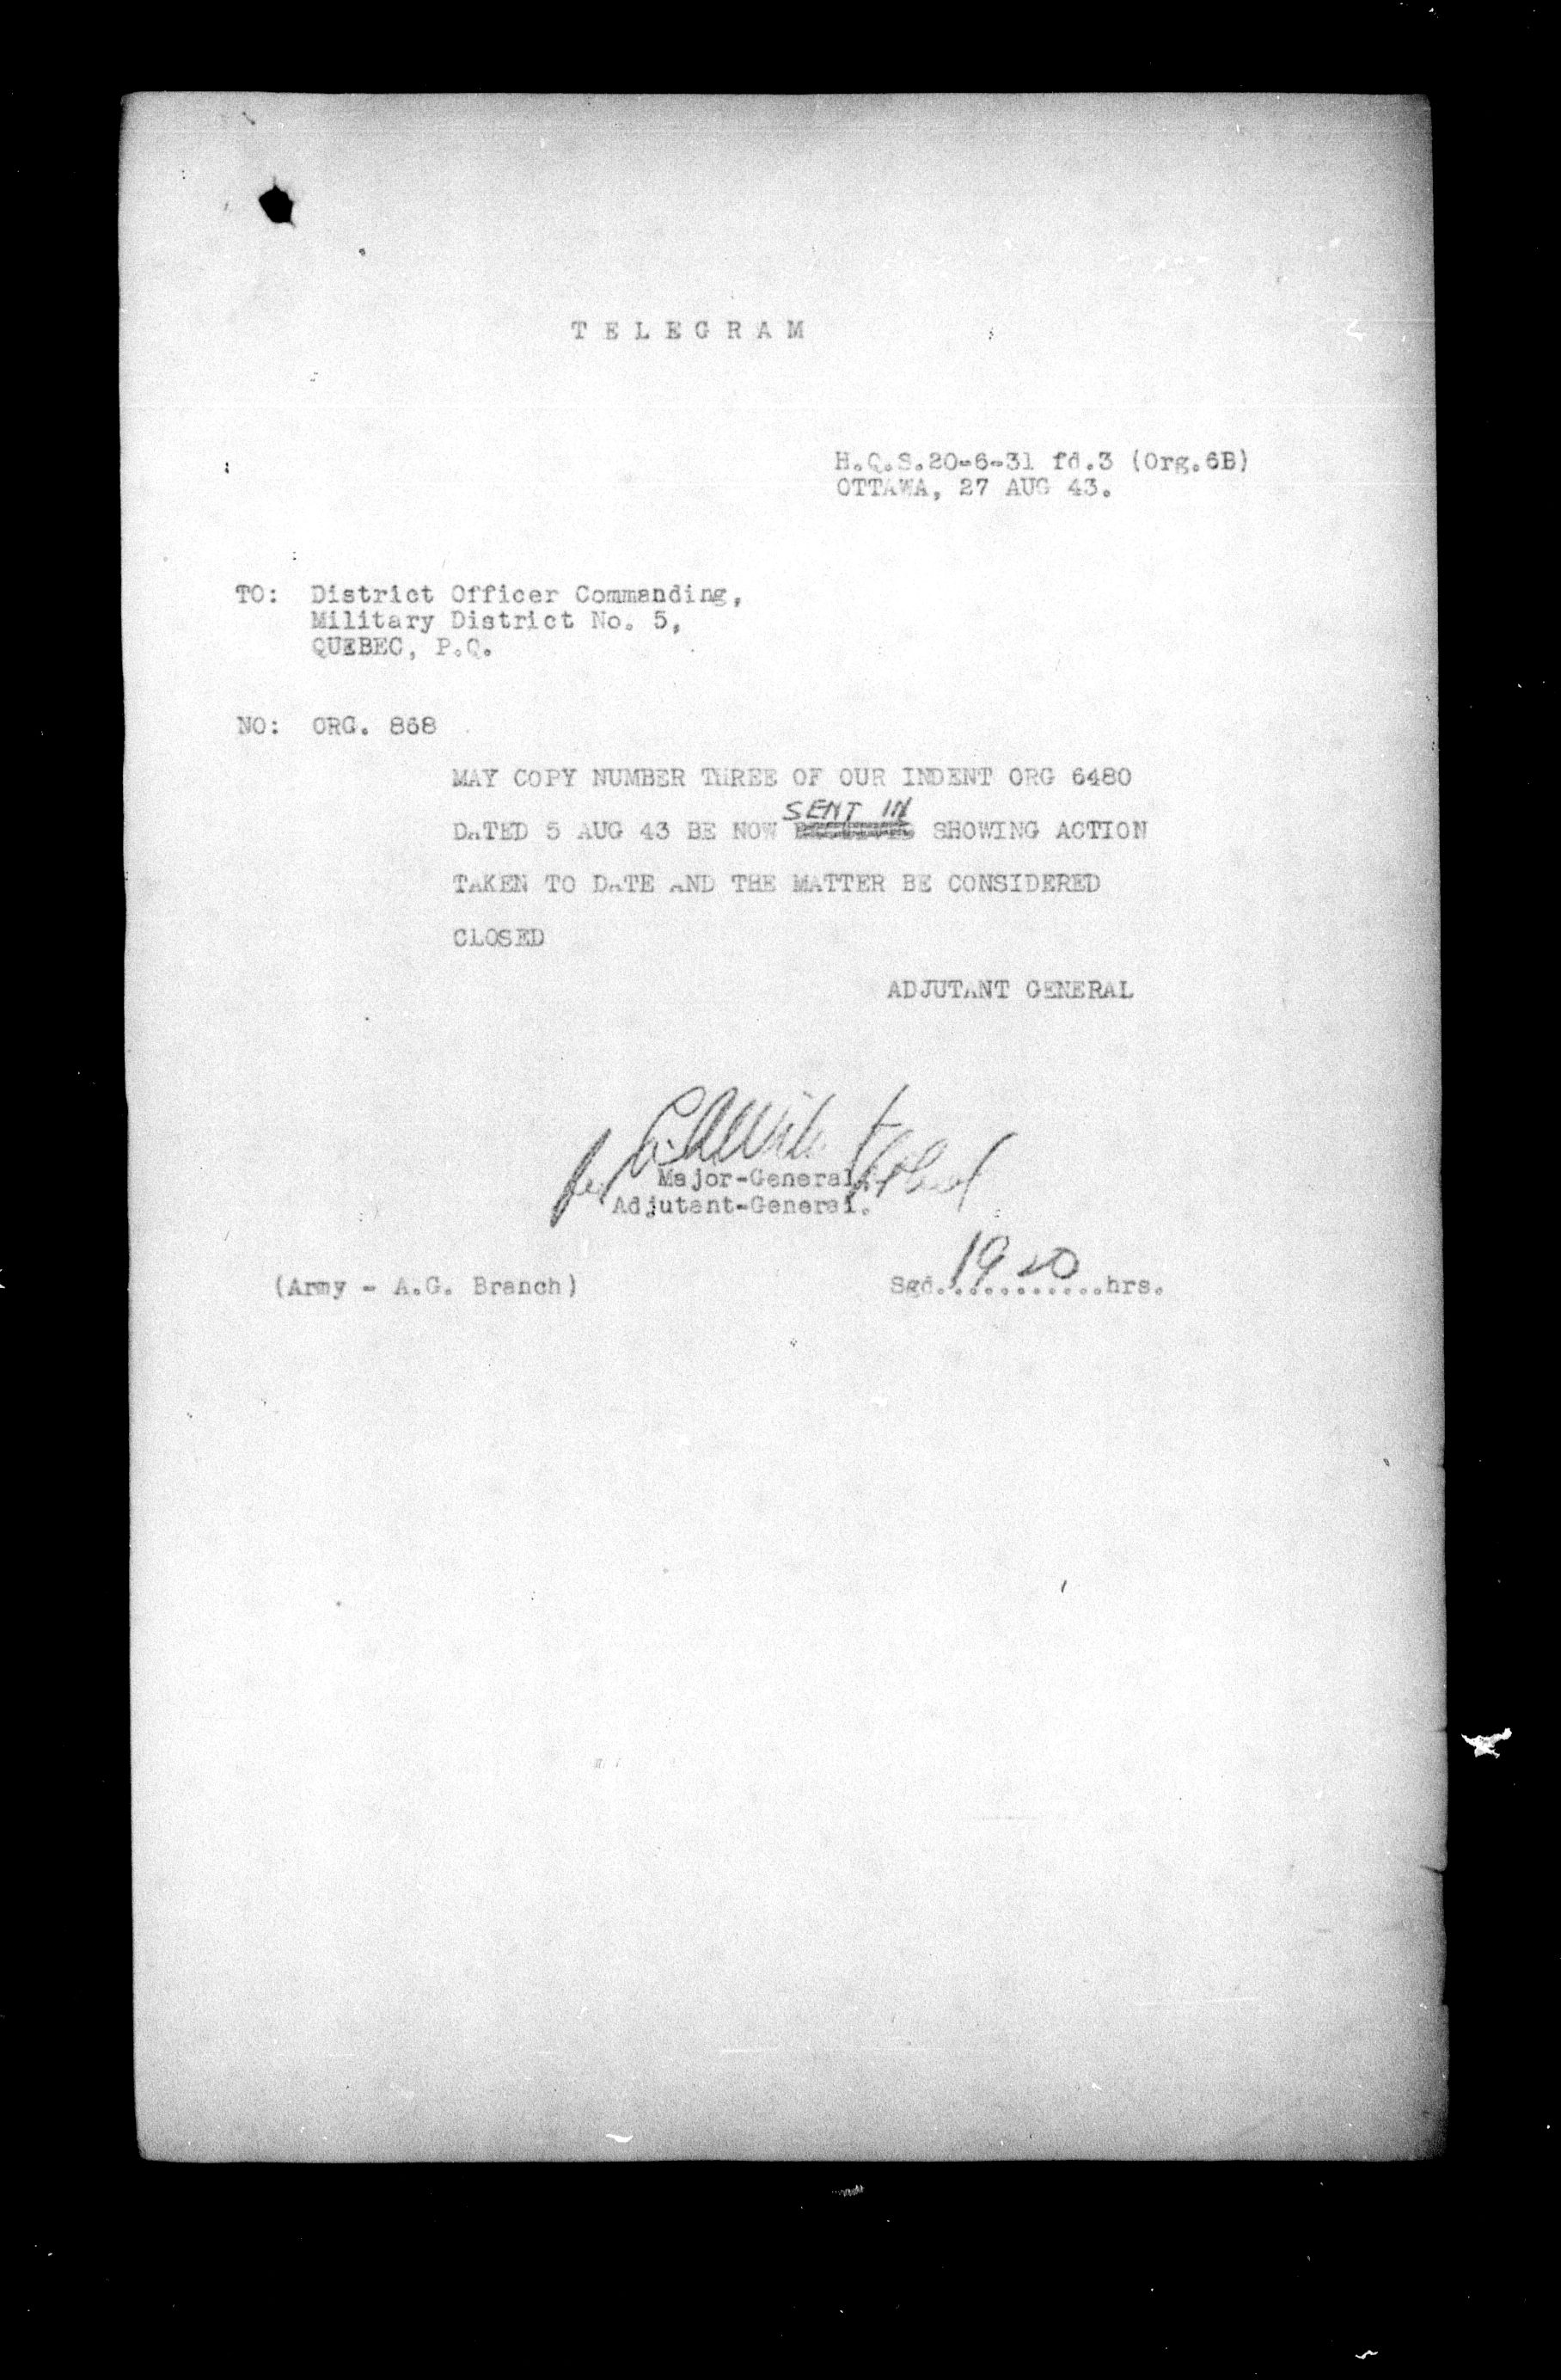 TELEGRAM
H.Q.S.20-6-31 fd.3 (Org.6B)
OTTAWA, 27 AUG 43.
TO: District Officer Commanding,
Military District No. 5,
QUEBEC, P.Q.
NO: ORG. 868
MAY COPY NUMBER THREE OF OUR INDENT ORG 6480
SENT IN
DATED 5 AUG 43 BE NOW SHOWING ACTION
TAKEN TO DATE AND THE MATTER BE CONSIDERED
CLOSED
ADJUTANT GENERAL
for
Major-General,
Adjutant-General.
1920
(Army - A.G. Branch) Sgd...........hrs.